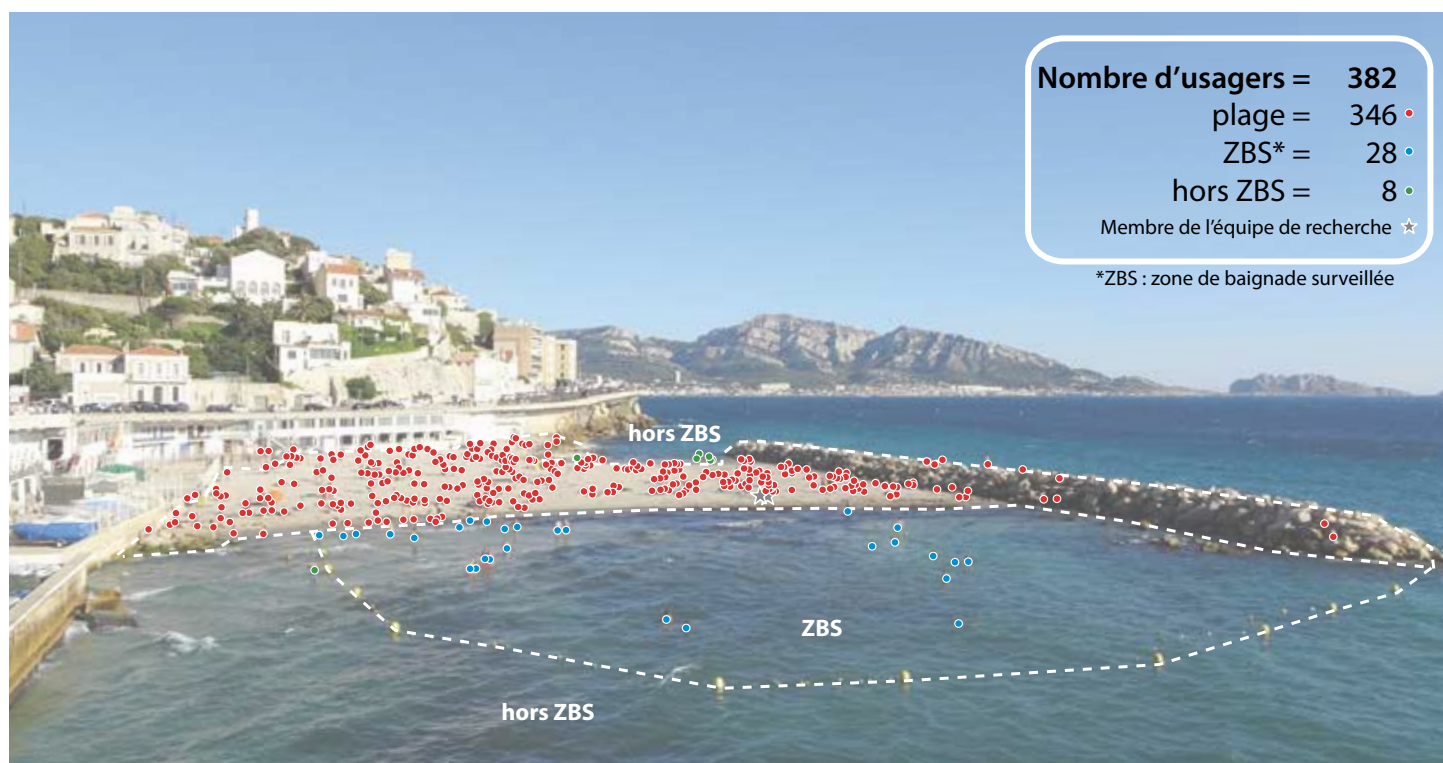 Nombre d’usagers = 382
plage = 346
ZBS* = 28
hors ZBS = 8
Membre de l’équipe de recherche
*ZBS : zone de baignade surveillée
hors ZBS
ZBS
hors ZBS